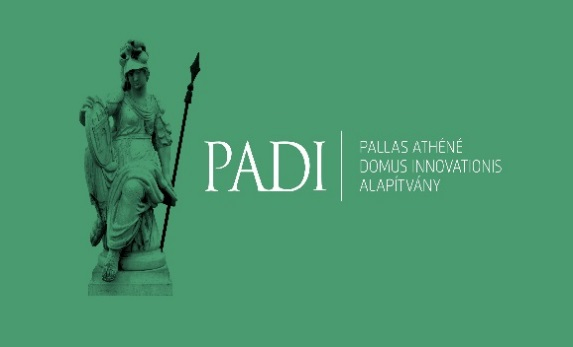 PADI
PALLAS ATHÉNÉ
DOMUS INNOVATIONIS
ALAPÍTVÁNY